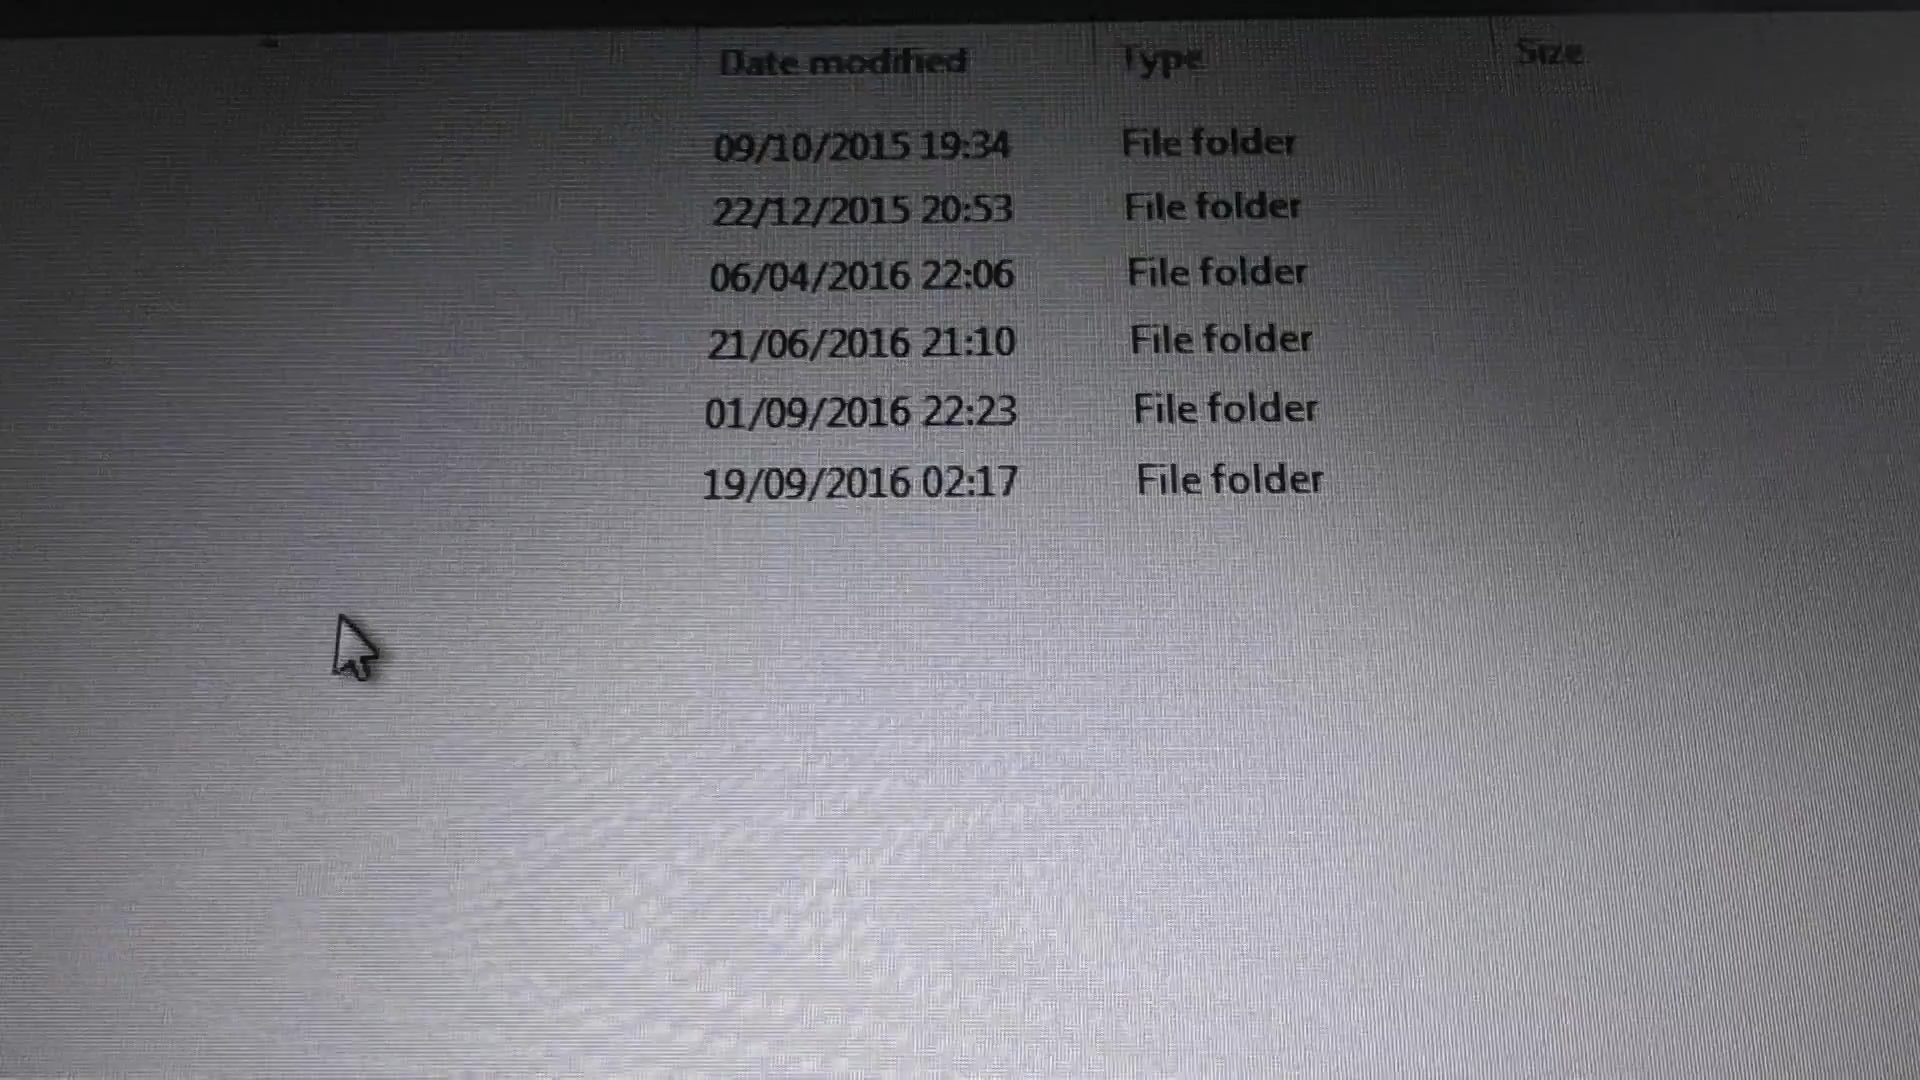 Date modified Type Size
09/10/2015 19:34 File folder
22/12/2015 20:53 File folder
06/04/2016 22:06 File folder
21/06/2016 21:10 File folder
01/09/2016 22:23 File folder
19/09/2016 02:17 File folder